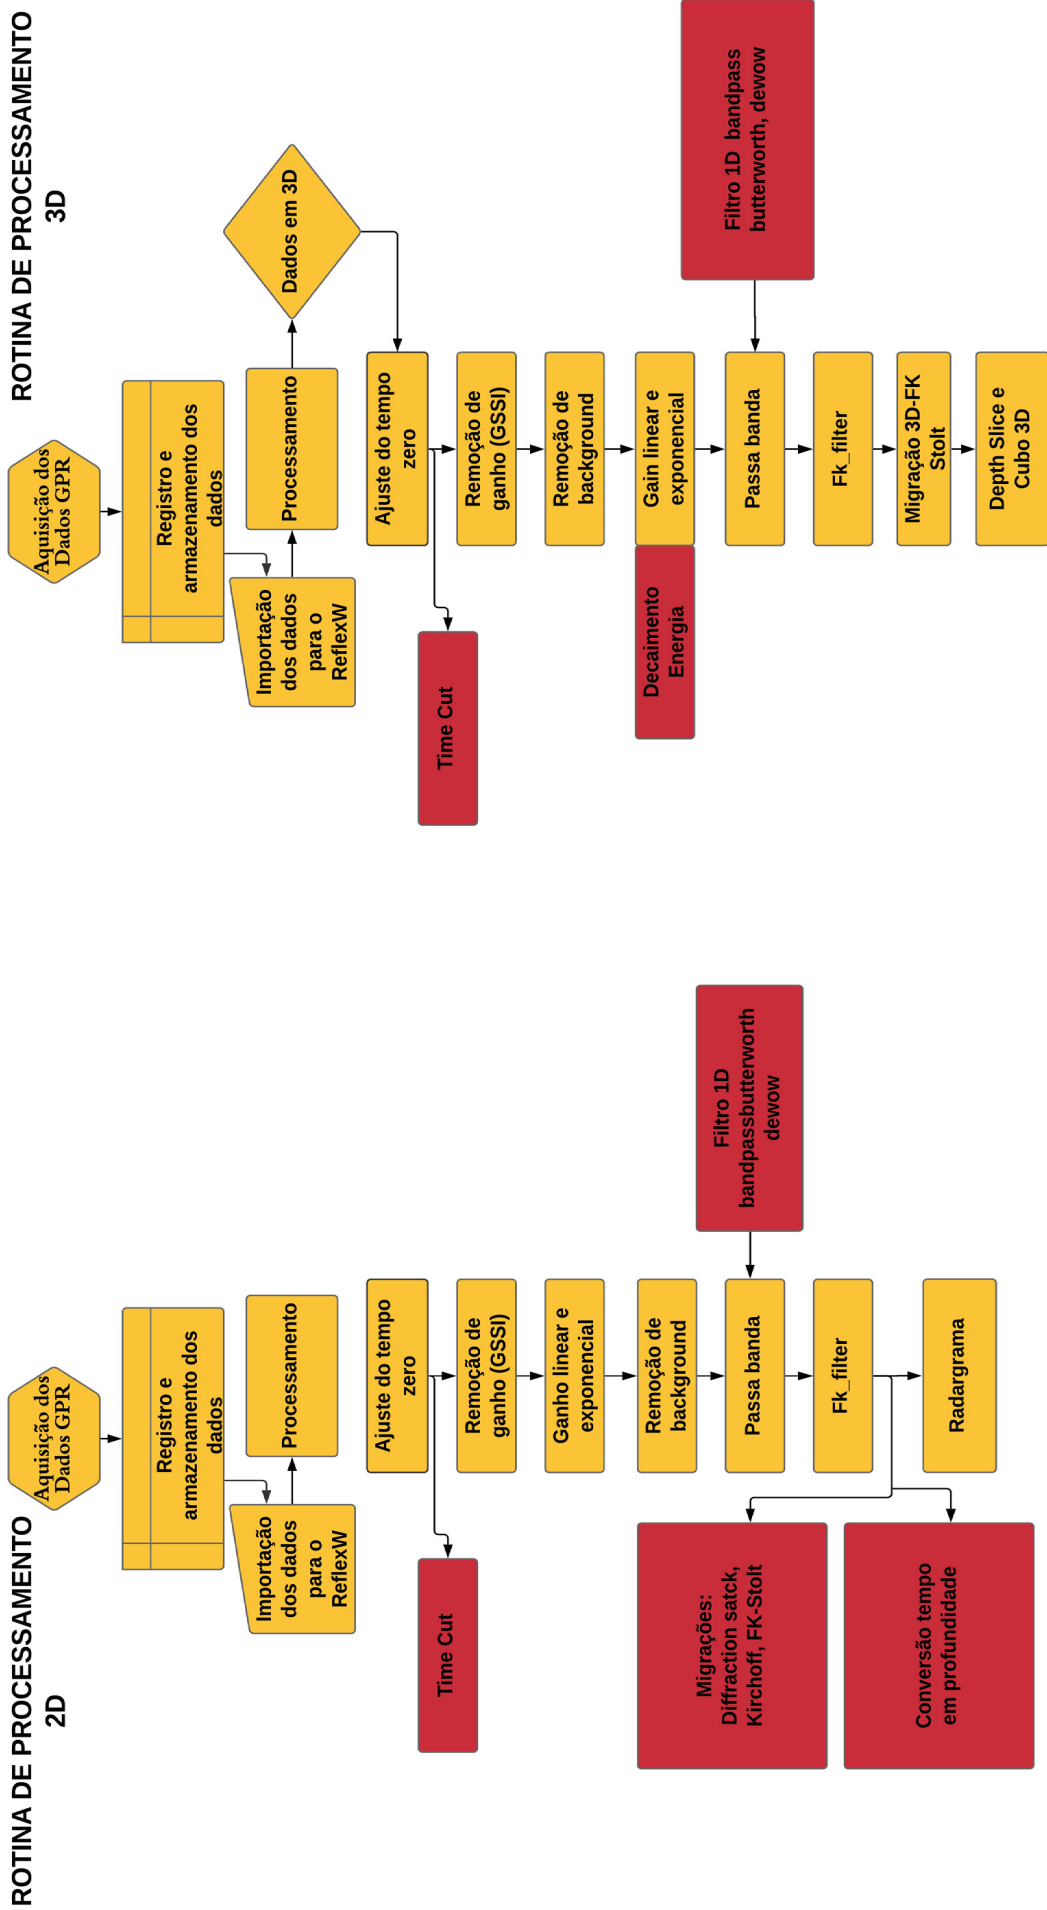 ROTINA DE PROCESSAMENTO
2D
Aquisição dos
Dados GPR
Registro e
armazenamento dos
dados
Importação
dos dados
para o
ReflexW
Processamento
Ajuste do tempo
zero
Time Cut
Remoção de
ganho (GSSI)
Ganho linear e
exponencial
Remoção de
background
Passa banda
Filtro 1D
bandpassbutterworth
dewow
Fk_filter
Migrações:
Diffraction satck,
Kirchoff, FK-Stolt
Conversão tempo
em profundidade
Radargrama
ROTINA DE PROCESSAMENTO
3D
Aquisição dos
Dados GPR
Registro e
armazenamento dos
dados
Importação
dos dados
para o
ReflexW
Processamento
Dados em 3D
Ajuste do tempo
zero
Time Cut
Remoção de
ganho (GSSI)
Remoção de
background
Decaimento
Energia
Gain linear e
exponencial
Passa banda
Filtro 1D bandpass
butterworth, dewow
Fk_filter
Migração 3D-FK
Stolt
Depth Slice e
Cubo 3D